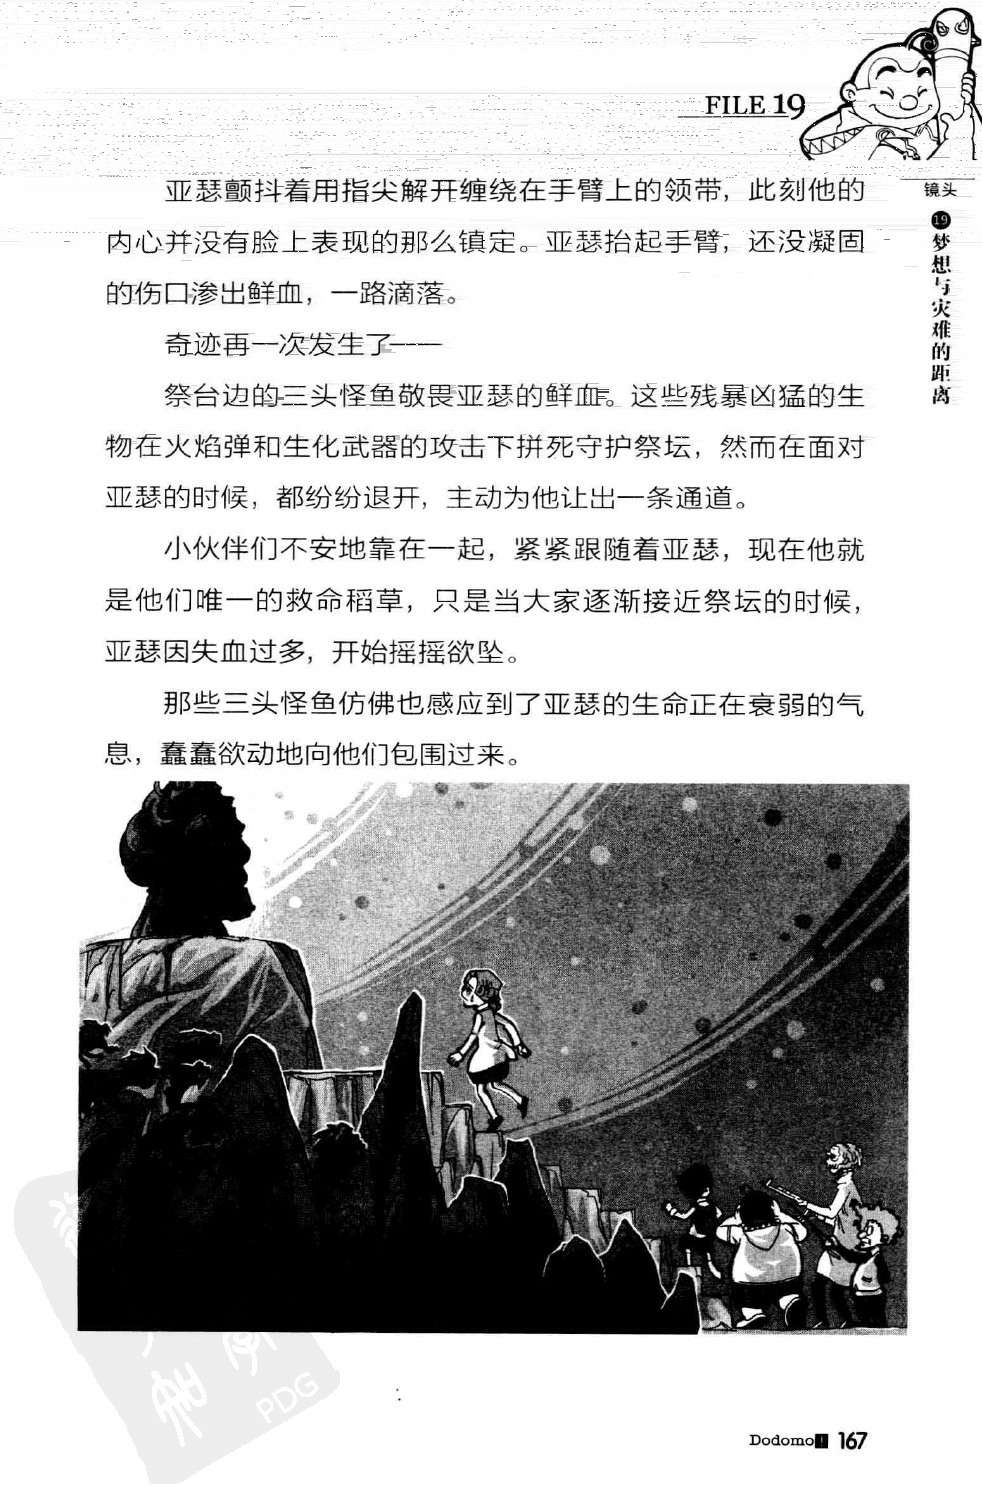 FILE 19
镜头
19
梦想与灾难的距离
亚瑟颤抖着用指尖解开缠绕在手臂上的领带，此刻他的
内心并没有脸上表现的那么镇定。亚瑟抬起手臂，还没凝固
的伤口渗出鲜血，一路滴落。
奇迹再一次发生了——
祭台边的三头怪鱼敬畏亚瑟的鲜血。这些残暴凶猛的生
物在火焰弹和生化武器的攻击下拼死守护祭坛，然而在面对
亚瑟的时候，都纷纷退开，主动为他让出一条通道。
小伙伴们不安地靠在一起，紧紧跟随着亚瑟，现在他就
是他们唯一的救命稻草，只是当大家逐渐接近祭坛的时候，
亚瑟因失血过多，开始摇摇欲坠。
那些三头怪鱼仿佛也感应到了亚瑟的生命正在衰弱的气
息，蠢蠢欲动地向他们包围过来。
PDG
Dodomo! 167